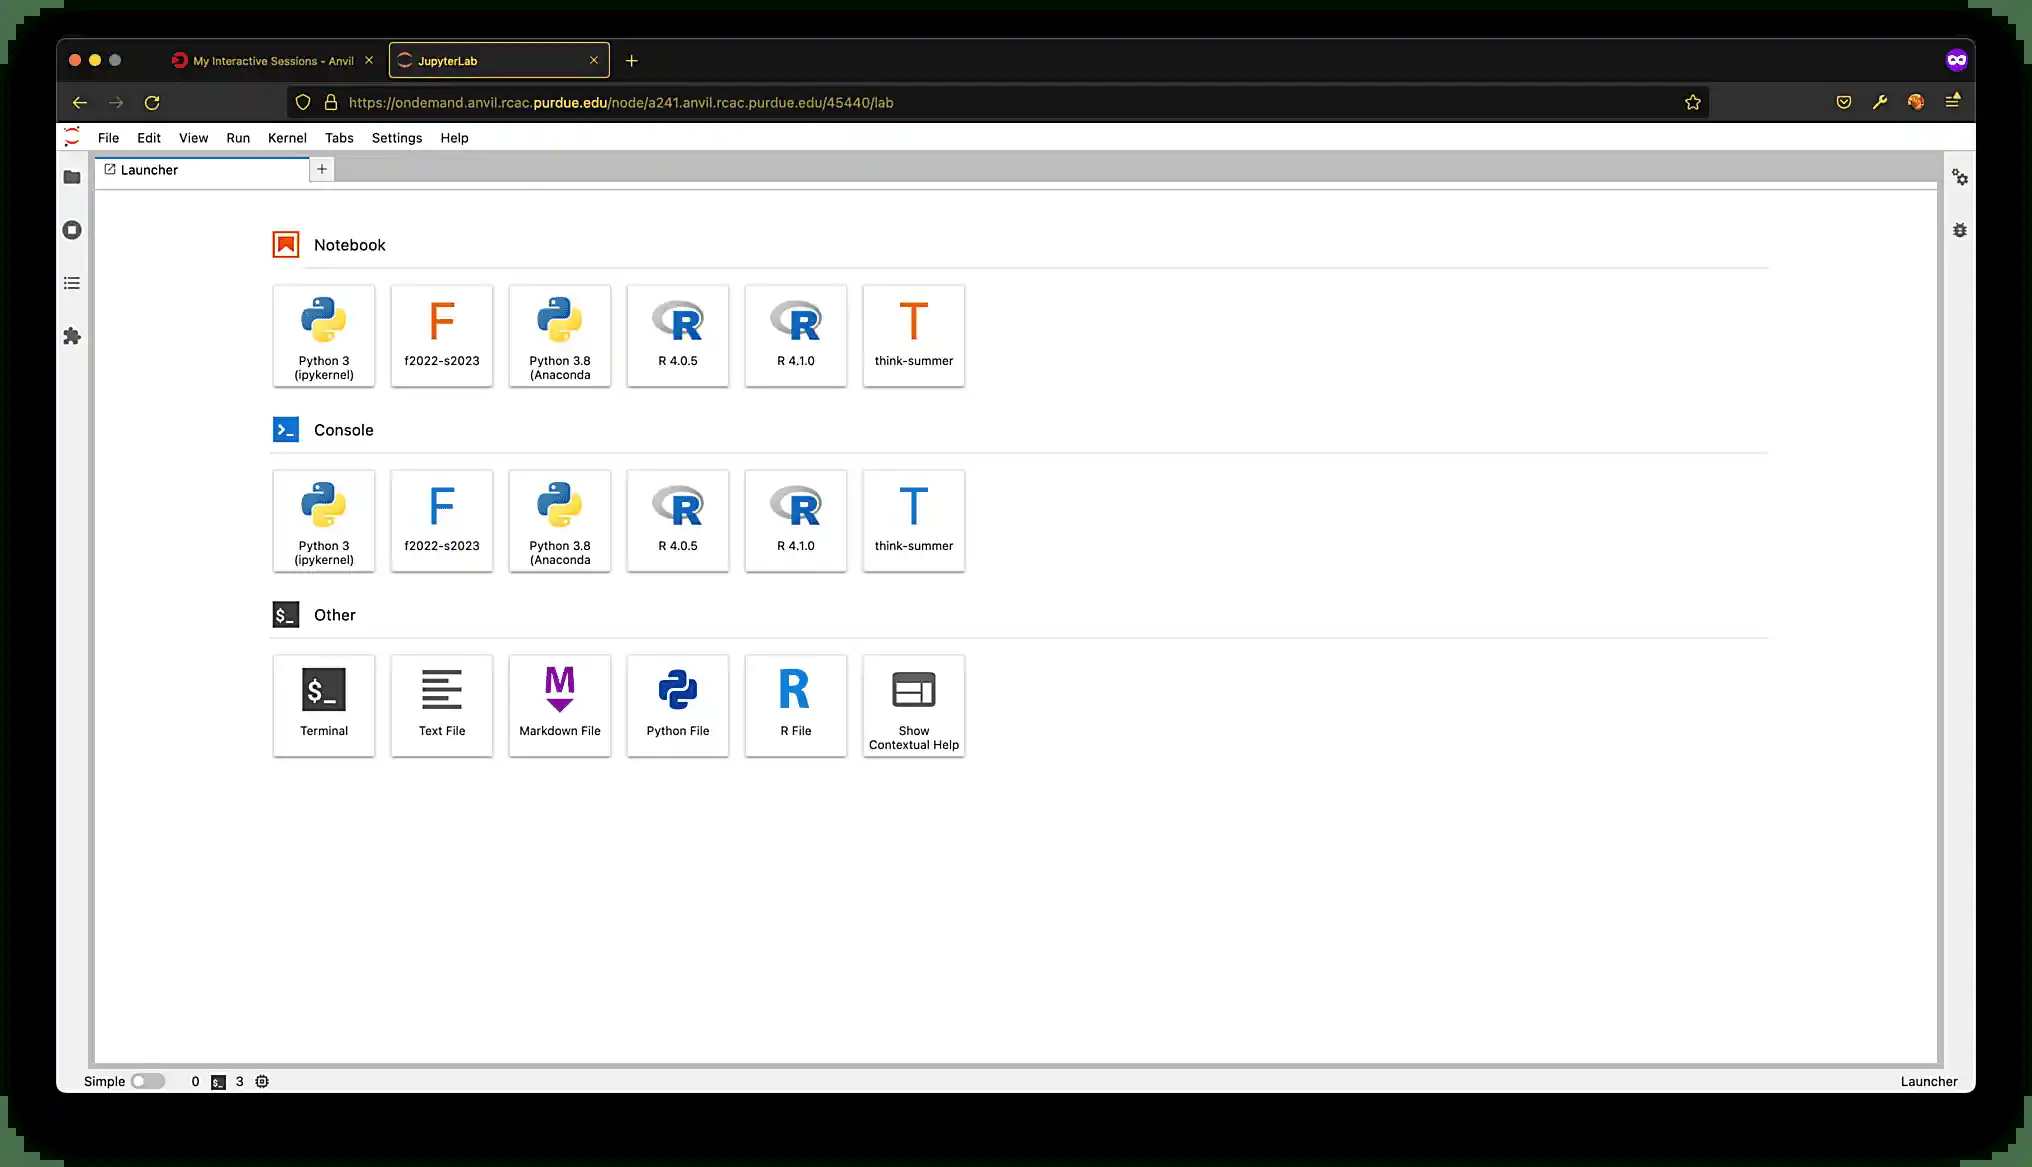 My Interactive Sessions - Anvil
JupyterLab
https://ondemand.anvil.rcac.purdue.edu/node/a241.anvil.rcac.purdue.edu/45440/lab
File Edit View Run Kernel Tabs Settings Help
Launcher
Notebook
Python 3
(ipykernel)
F
f2022-s2023
Python 3.8
(Anaconda
R
R 4.0.5
R
R 4.1.0
T
think-summer
>_ Console
Python 3
(ipykernel)
F
f2022-s2023
Python 3.8
(Anaconda
R
R 4.0.5
R
R 4.1.0
T
think-summer
$_ Other
$_
Terminal
Text File
M
Markdown File
Python File
R
R File
Show
Contextual Help
Simple 0 $_ 3 Launcher